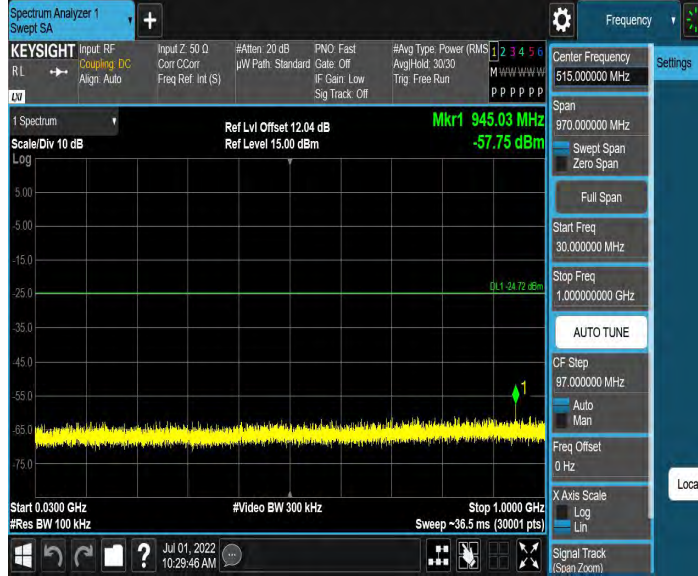 Spectrum Analyzer 1
Swept SA
+
Frequency
KEYSIGHT
RL
LXI
Input: RF
Coupling: DC
Align: Auto
Input Z: 50 Ω
Corr CCorr
Freq Ref: Int (S)
#Atten: 20 dB
µW Path: Standard
PNO: Fast
Gate: Off
IF Gain: Low
Sig Track: Off
#Avg Type: Power (RMS
Avg|Hold: 30/30
Trig: Free Run
1 2 3 4 5 6
M W W W W W
P P P P P P
Settings
1 Spectrum
Scale/Div 10 dB
Log
Ref Lvl Offset 12.04 dB
Ref Level 15.00 dBm
Mkr1 945.03 MHz
-57.75 dBm
5.00
-5.00
-15.0
-25.0
-35.0
-45.0
-55.0
-65.0
-75.0
DL1 -24.72 dBm
1
Start 0.0300 GHz
#Res BW 100 kHz
#Video BW 300 kHz
Stop 1.0000 GHz
Sweep ~36.5 ms (30001 pts)
Center Frequency
515.000000 MHz
Span
970.000000 MHz
Swept Span
Zero Span
Full Span
Start Freq
30.000000 MHz
Stop Freq
1.000000000 GHz
AUTO TUNE
CF Step
97.000000 MHz
Auto
Man
Freq Offset
0 Hz
X Axis Scale
Log
Lin
Signal Track
(Span Zoom)
Loca
?
Jul 01, 2022
10:29:46 AM